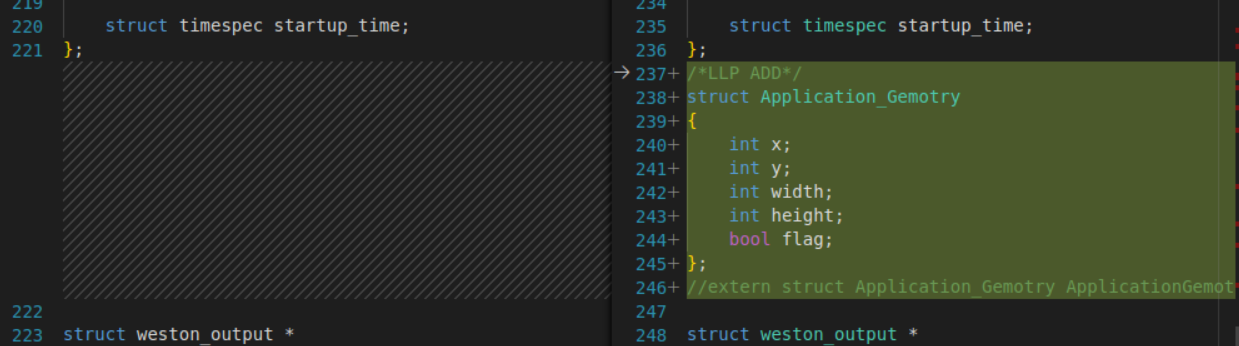 219
220 struct timespec startup_time;
221 };
222
223 struct weston_output *
234
235 struct timespec startup_time;
236 };
→ 237+ /*LLP ADD*/
238+ struct Application_Gemotry
239+ {
240+ int x;
241+ int y;
242+ int width;
243+ int height;
244+ bool flag;
245+ };
246+ //extern struct Application_Gemotry ApplicationGemot
247
248 struct weston_output *